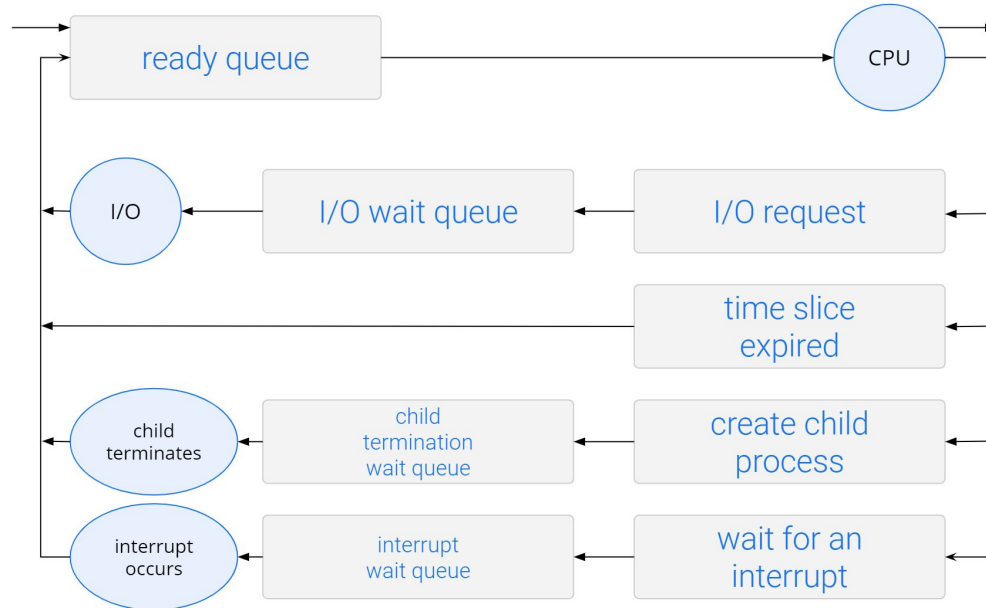 ready queue
CPU
I/O
I/O wait queue
I/O request
time slice
expired
child
terminates
child
termination
wait queue
create child
process
interrupt
occurs
interrupt
wait queue
wait for an
interrupt